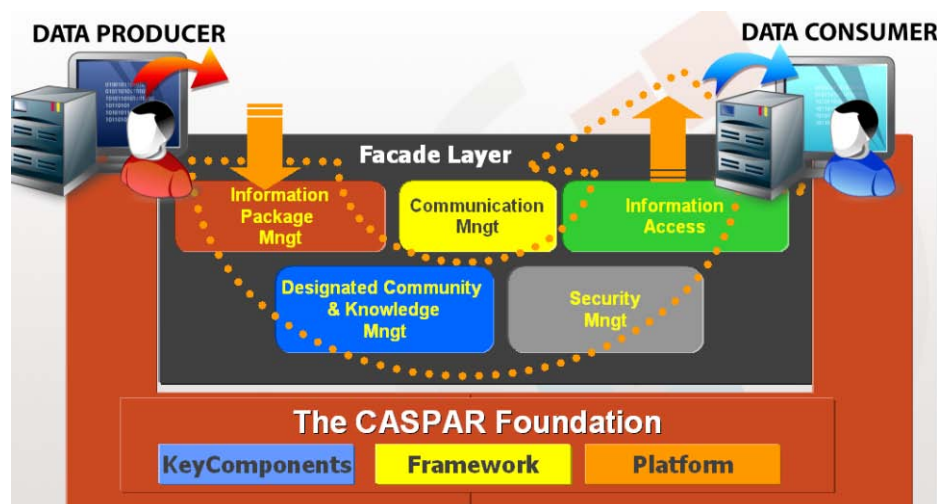 DATA PRODUCER
DATA CONSUMER
Facade Layer
Information
Package
Mngt
Communication
Mngt
Information
Access
Designated Community
& Knowledge
Mngt
Security
Mngt
The CASPAR Foundation
KeyComponents
Framework
Platform